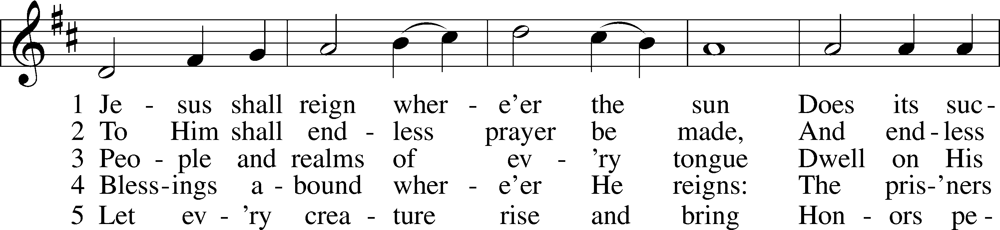 1 Je - sus shall reign wher - e’er the sun Does its suc -
2 To Him shall end - less prayer be made, And end - less
3 Peo - ple and realms of ev - ’ry tongue Dwell on His
4 Bless - ings a - bound wher - e’er He reigns: The pris - ’ners
5 Let ev - ’ry crea - ture rise and bring Hon - ors pe -